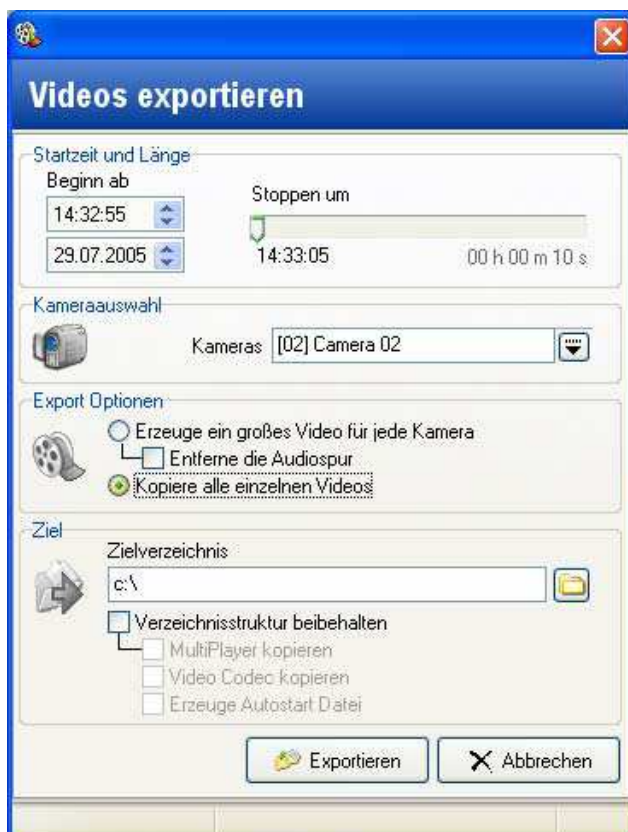 Videos exportieren
Startzeit und Länge
Beginn ab
14:32:55
29.07.2005
Stoppen um
14:33:05
00 h 00 m 10 s
Kameraauswahl
Kameras [02] Camera 02
Export Optionen
Erzeuge ein großes Video für jede Kamera
Entferne die Audiospur
Kopiere alle einzelnen Videos
Ziel
Zielverzeichnis
c:\
Verzeichnisstruktur beibehalten
MultiPlayer kopieren
Video Codec kopieren
Erzeuge Autostart Datei
Exportieren
Abbrechen